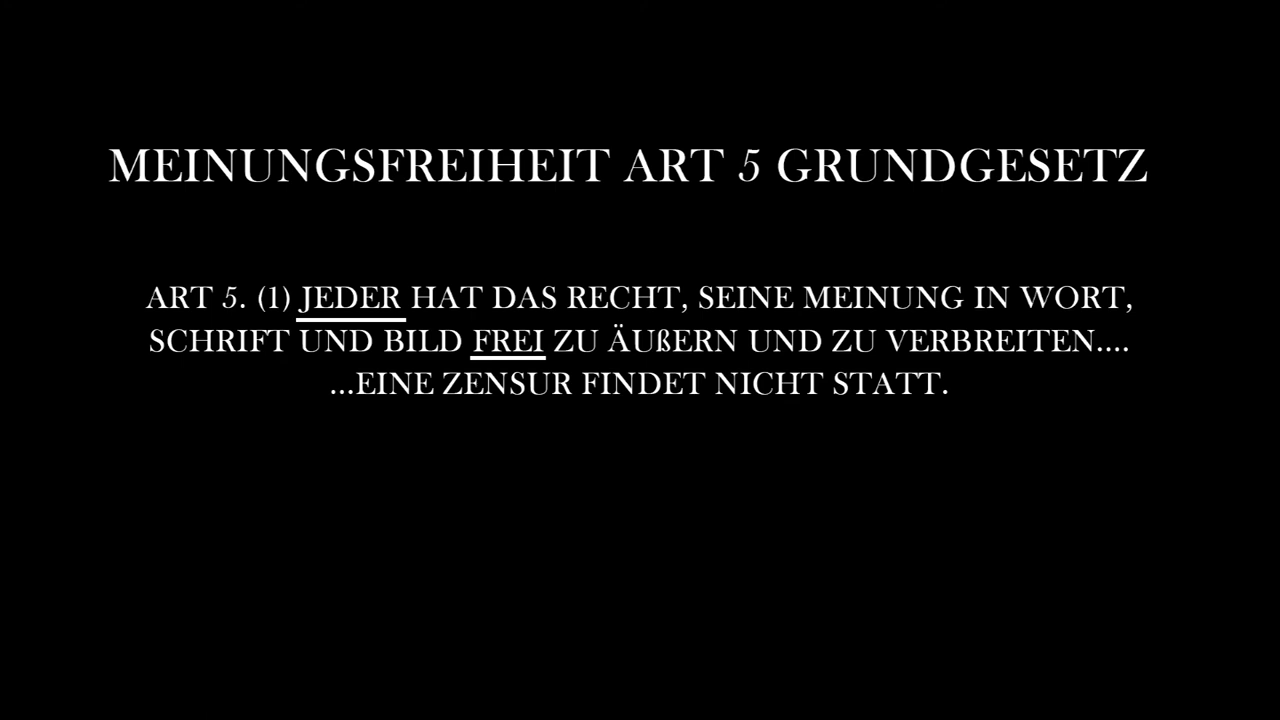 MEINUNGSFREIHEIT ART 5 GRUNDGESETZ
ART 5. (1) JEDER HAT DAS RECHT, SEINE MEINUNG IN WORT,
SCHRIFT UND BILD FREI ZU ÄUßERN UND ZU VERBREITEN....
...EINE ZENSUR FINDET NICHT STATT.